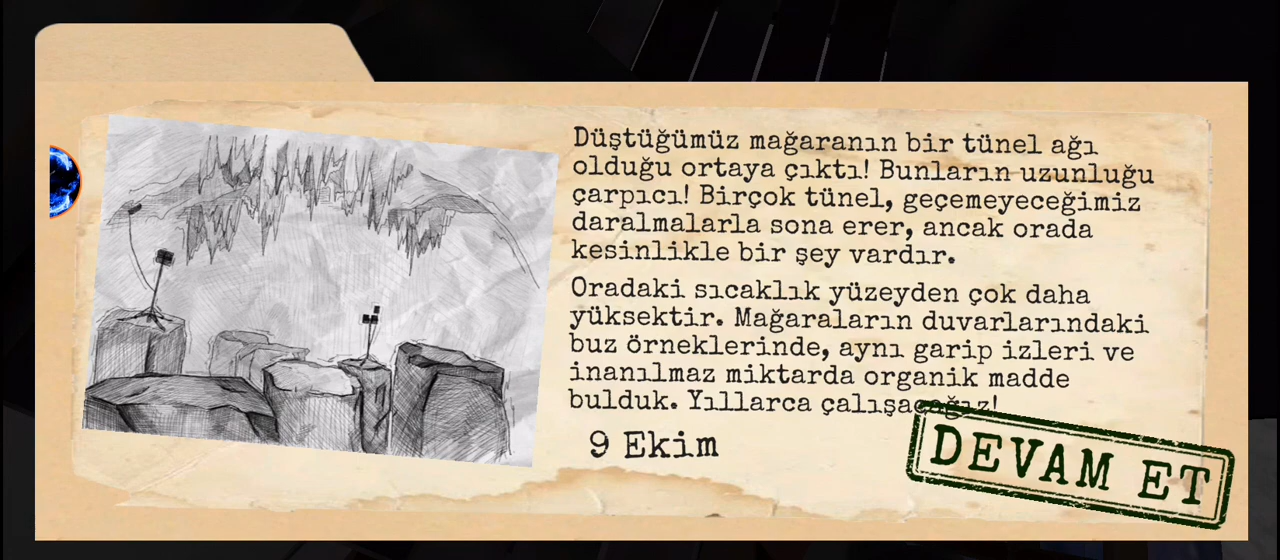 Düştüğümüz mağaranın bir tünel ağı
olduğu ortaya çıktı! Bunların uzunluğu
çarpıcı! Birçok tünel, geçemeyeceğimiz
daralmalarla sona erer, ancak orada
kesinlikle bir şey vardır.
Oradaki sıcaklık yüzeyden çok daha
yüksektir. Mağaraların duvarlarındaki
buz örneklerinde, aynı garip izleri ve
inanılmaz miktarda organik madde
bulduk. Yıllarca çalışacağız!
9 Ekim
DEVAM ET